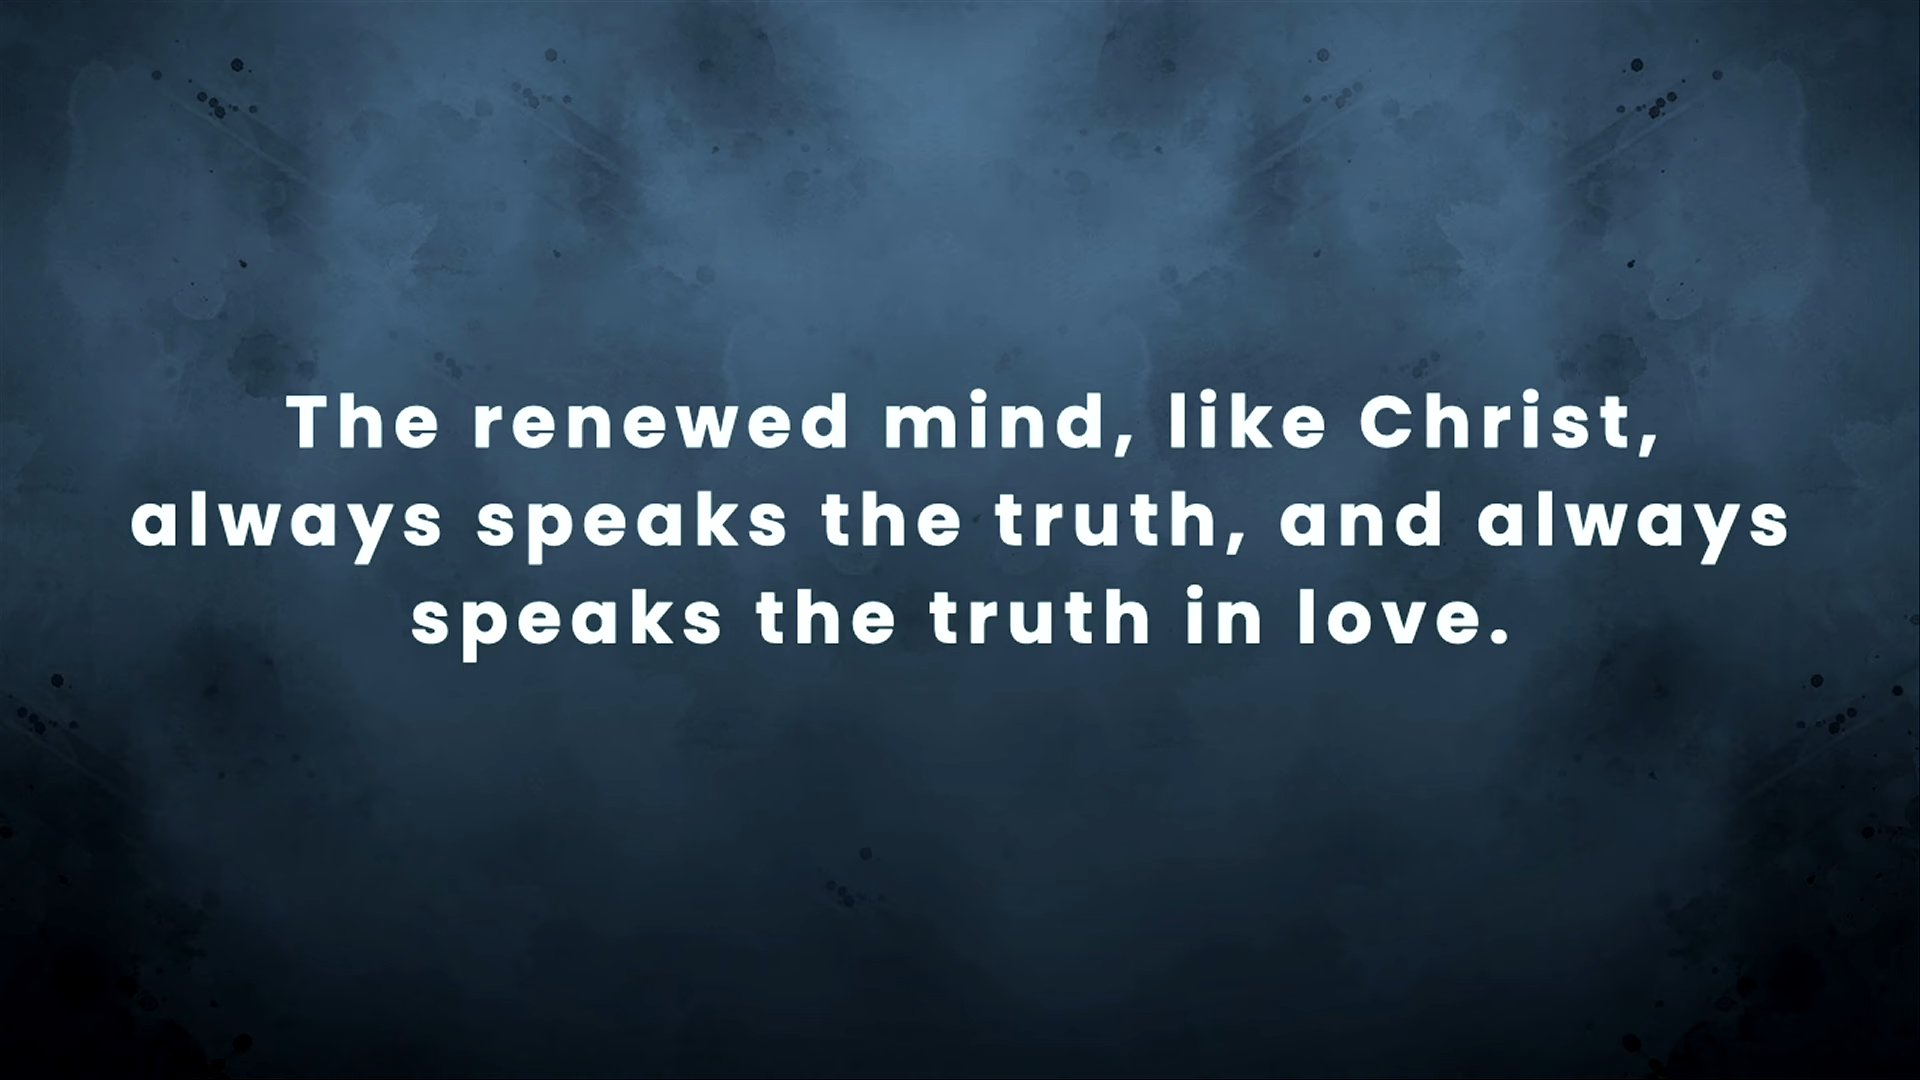 The renewed mind, like Christ,
always speaks the truth, and always
speaks the truth in love.